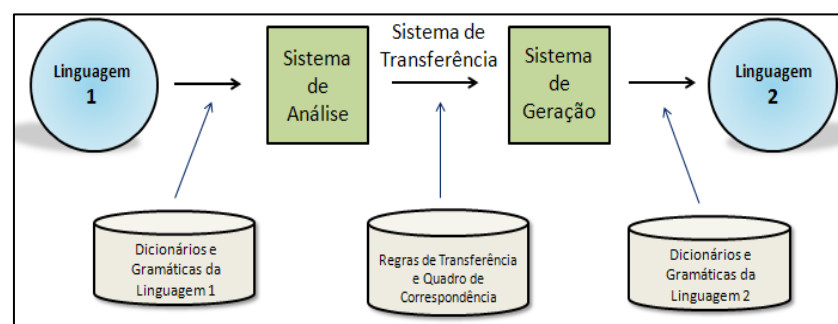 Linguagem
1
Sistema
de
Análise
Sistema de
Transferência
Sistema
de
Geração
Linguagem
2
Dicionários e
Gramáticas da
Linguagem 1
Regras de Transferência
e Quadro de
Correspondência
Dicionários e
Gramáticas da
Linguagem 2